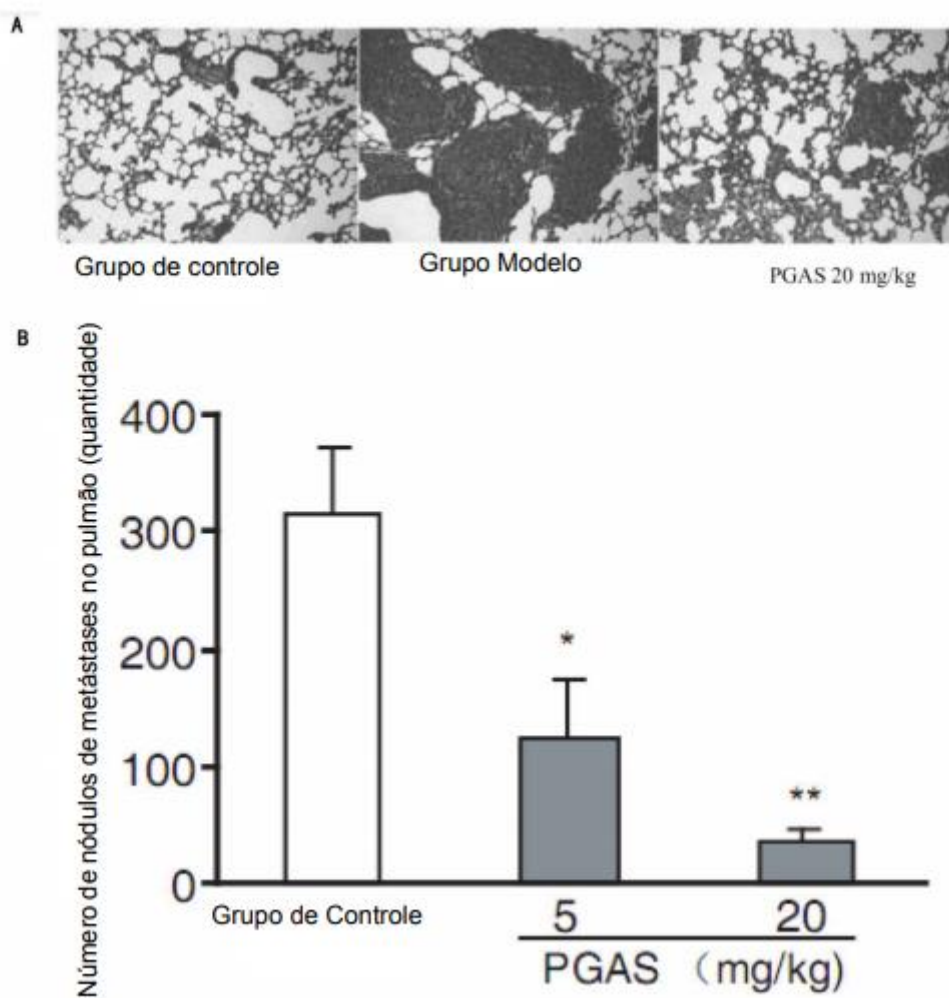 A
Grupo de controle
Grupo Modelo
PGAS 20 mg/kg
B
Número de nódulos de metástases no pulmão (quantidade)
400
300
200
100
0
*
**
Grupo de Controle
5
20
PGAS (mg/kg)